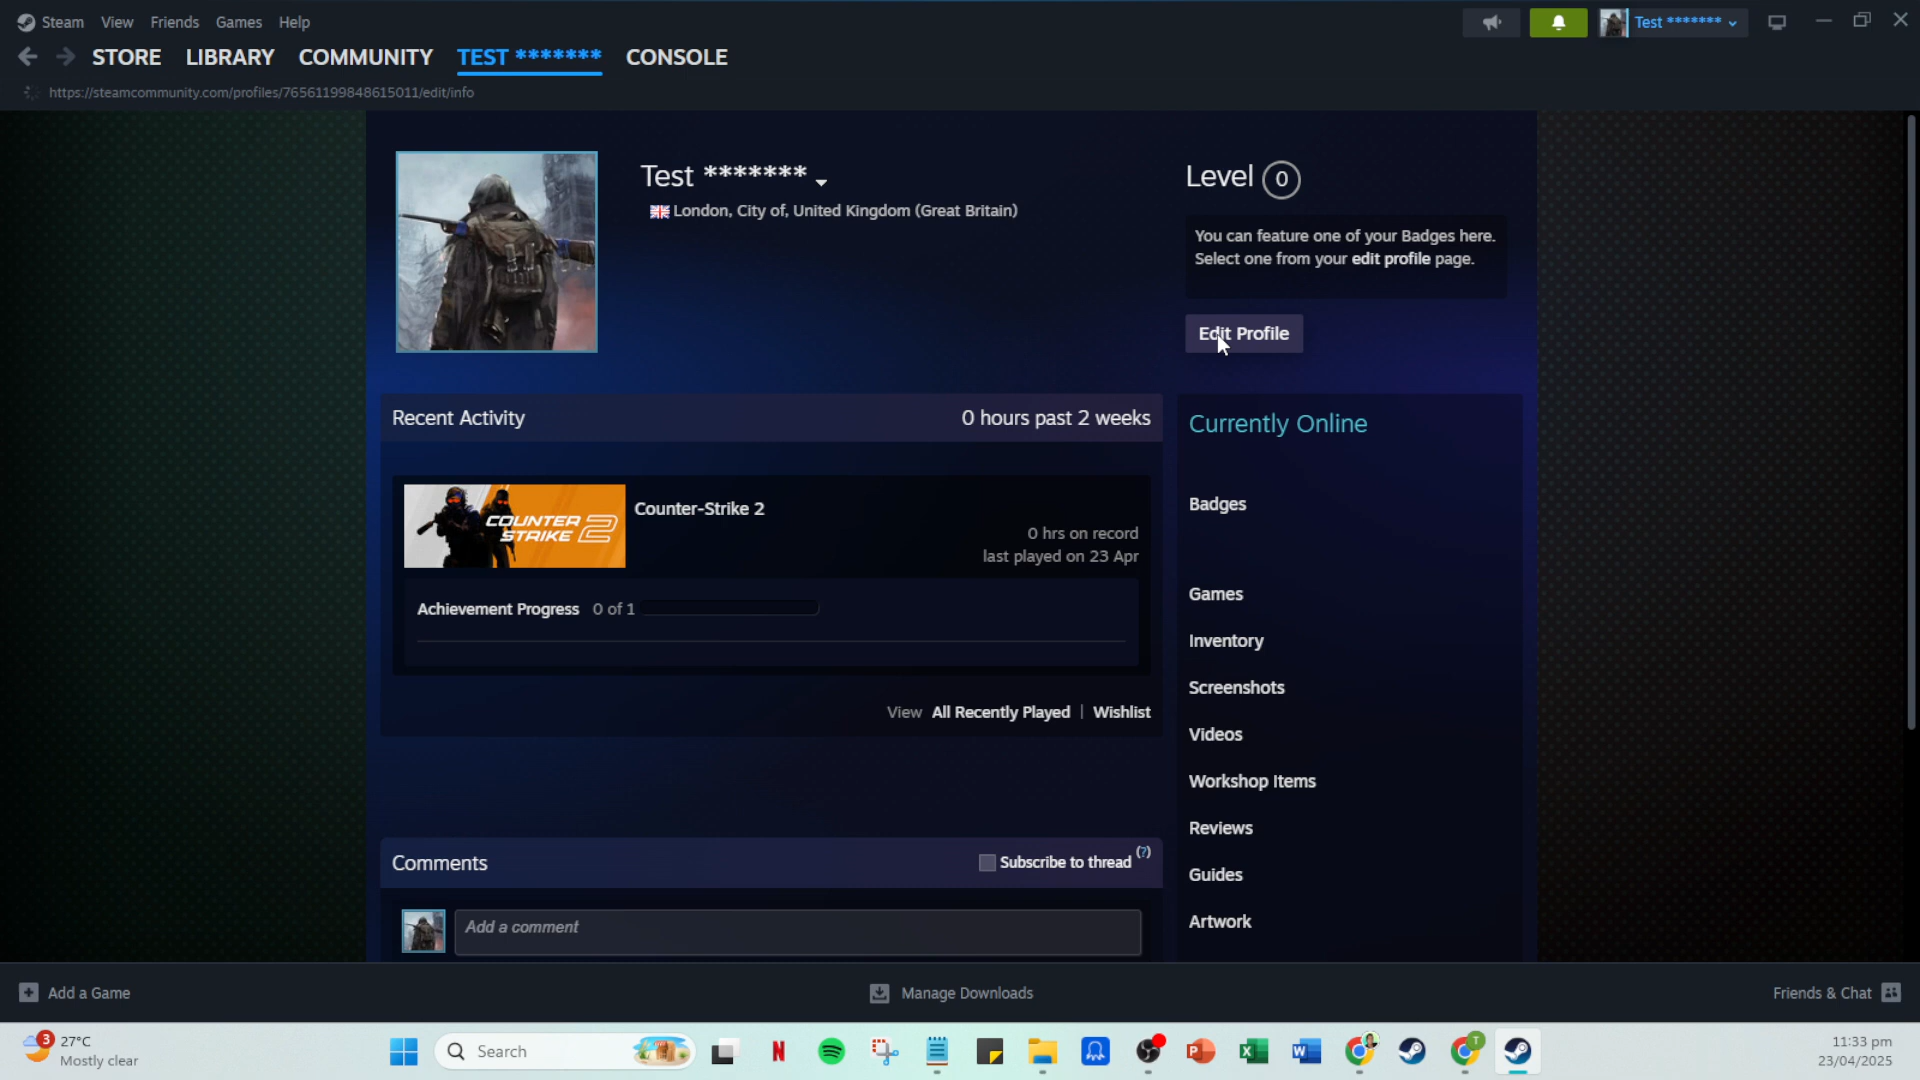 Steam View Friends Games Help
Test *******
STORE LIBRARY COMMUNITY TEST ******* CONSOLE
https://steamcommunity.com/profiles/76561199848615011/edit/info
Test *******
London, City of, United Kingdom (Great Britain)
Level 0
You can feature one of your Badges here.
Select one from your edit profile page.
Edit Profile
Recent Activity 0 hours past 2 weeks
COUNTER
STRIKE 2
Counter-Strike 2
0 hrs on record
last played on 23 Apr
Achievement Progress 0 of 1
View All Recently Played | Wishlist
Currently Online
Badges
Games
Inventory
Screenshots
Videos
Workshop Items
Reviews
Guides
Artwork
Comments
Subscribe to thread (?)
Add a comment
Add a Game
Manage Downloads
Friends & Chat
3
27°C
Mostly clear
Search
N
P
X
W
T
11:33 pm
23/04/2025